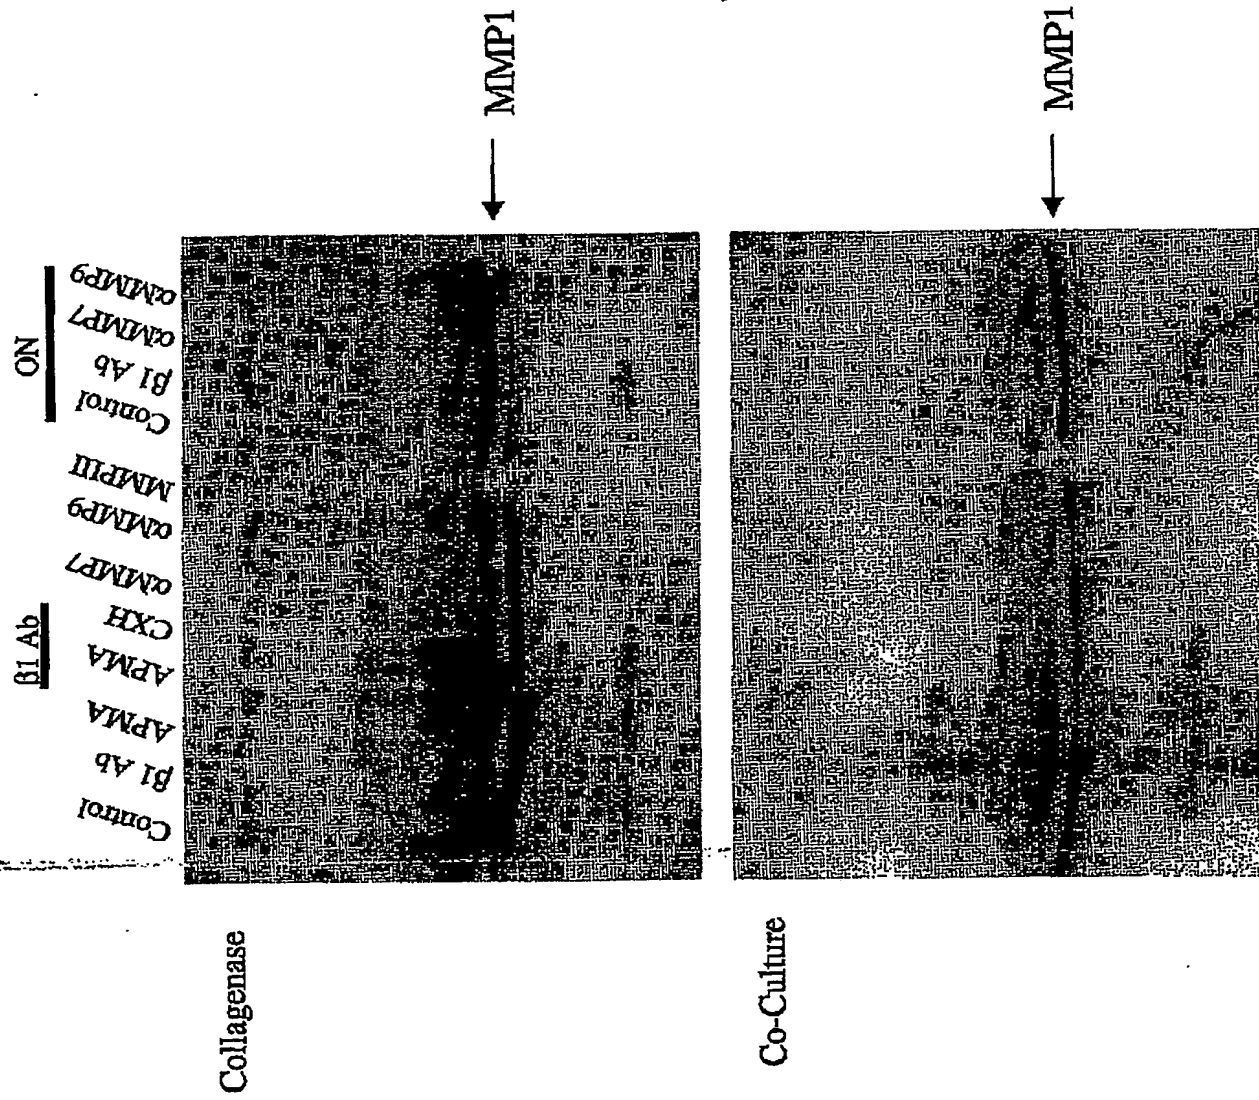 β1 Ab
ON
Control
β1 Ab
APMA
APMA
CXH
αMMP7
αMMP9
MMPIII
Control
β1 Ab
αMMP7
αMMP9
Collagenase
MMP1
Co-Culture
MMP1